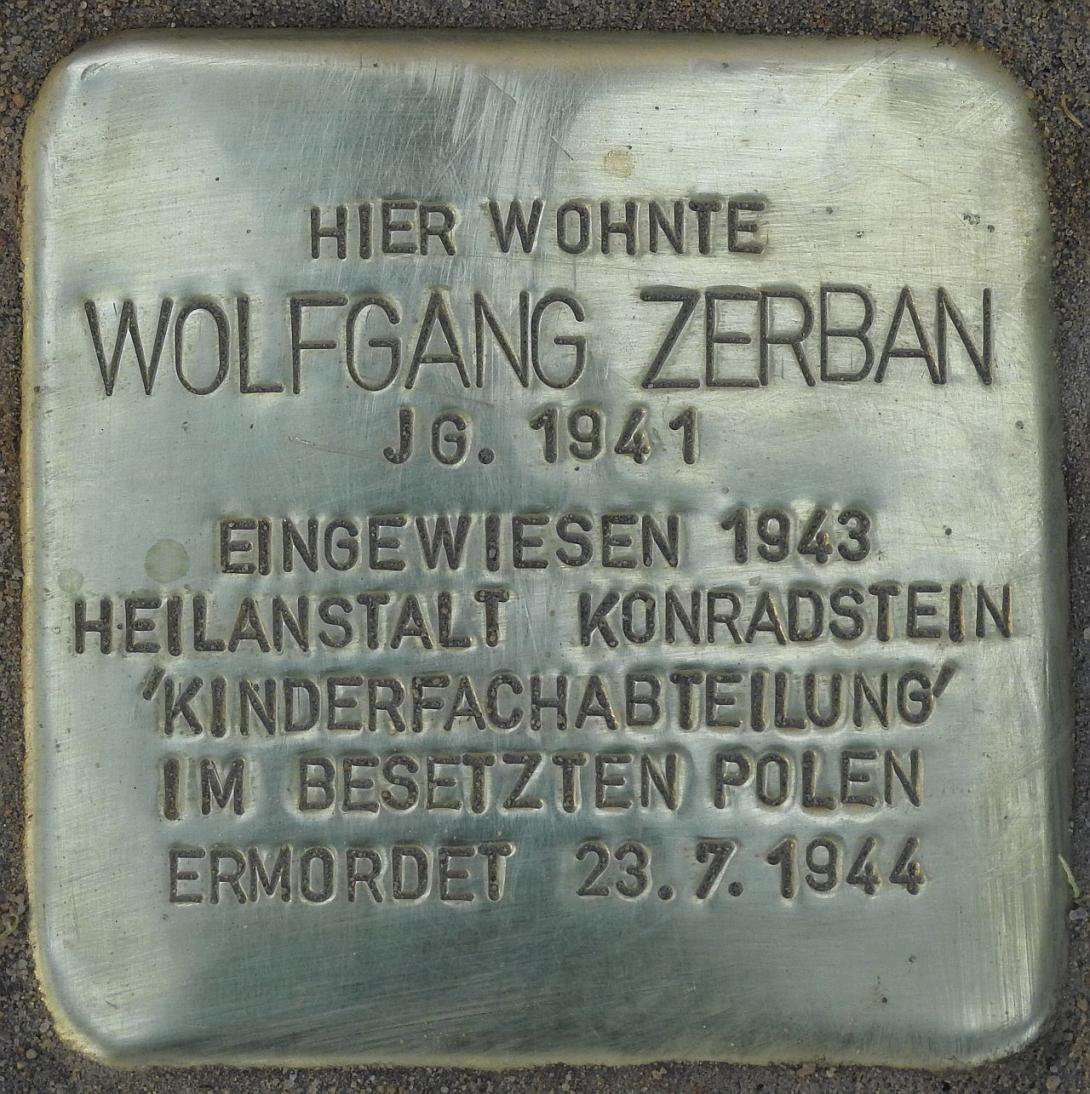 HIER WOHNTE
WOLFGANG ZERBAN
JG. 1941
EINGEWIESEN 1943
HEILANSTALT KONRADSTEIN
'KINDERFACHABTEILUNG'
IM BESETZTEN POLEN
ERMORDET 23.7.1944